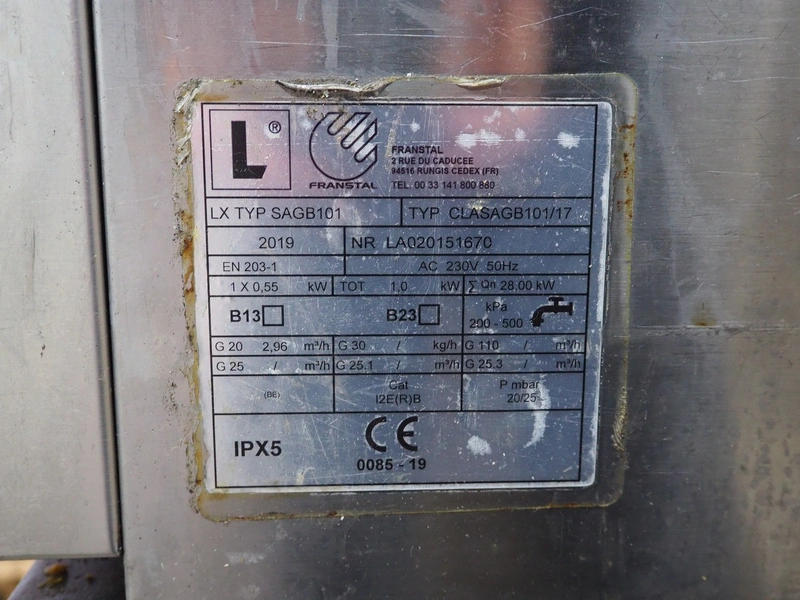 L ®
FRANSTAL
FRANSTAL
2 RUE DU CADUCEE
94516 RUNGIS CEDEX (FR)
TEL: 00 33 141 800 880
LX TYP SAGB101 TYP CLASAGB101/17
2019 NR LA020151670
EN 203-1 AC 230V 50Hz
1 X 0,55 kW TOT 1,0 kW Σ Qn 28,00 kW
B13 B23 kPa
200 - 500
G 20 2,96 m³/h G 30 / kg/h G 110 / m³/h
G 25 / m³/h G 25.1 / m³/h G 25.3 / m³/h
(BE) Cat P mbar
I2E(R)B 20/25
IPX5 CE
0085 - 19